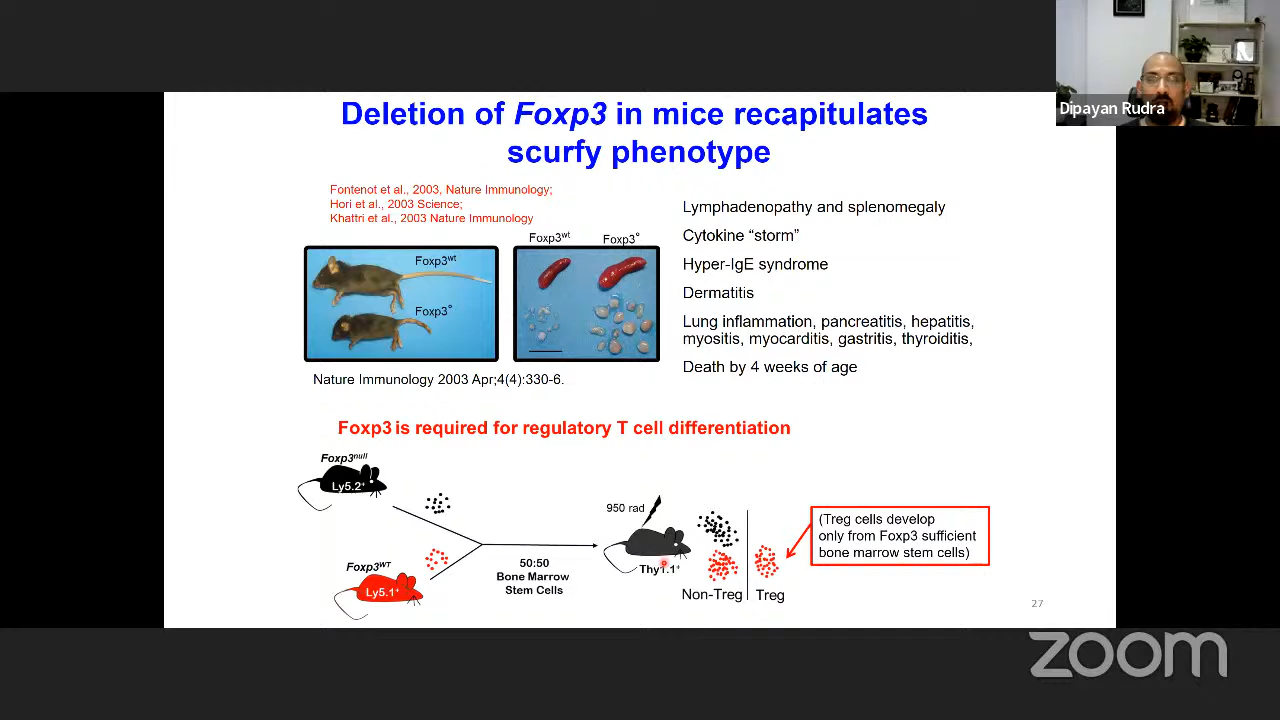 Dipayan Rudra
Deletion of Foxp3 in mice recapitulates
scurfy phenotype
Fontenot et al., 2003, Nature Immunology;
Hori et al., 2003 Science;
Khattri et al., 2003 Nature Immunology
Foxp3wt
Foxp3°
Foxp3wt
Foxp3°
Nature Immunology 2003 Apr;4(4):330-6.
Lymphadenopathy and splenomegaly
Cytokine “storm”
Hyper-IgE syndrome
Dermatitis
Lung inflammation, pancreatitis, hepatitis,
myositis, myocarditis, gastritis, thyroiditis,
Death by 4 weeks of age
Foxp3 is required for regulatory T cell differentiation
Foxp3null
Ly5.2+
Foxp3WT
Ly5.1+
50:50
Bone Marrow
Stem Cells
950 rad
Thy1.1+
Non-Treg
Treg
(Treg cells develop
only from Foxp3 sufficient
bone marrow stem cells)
27
zoom